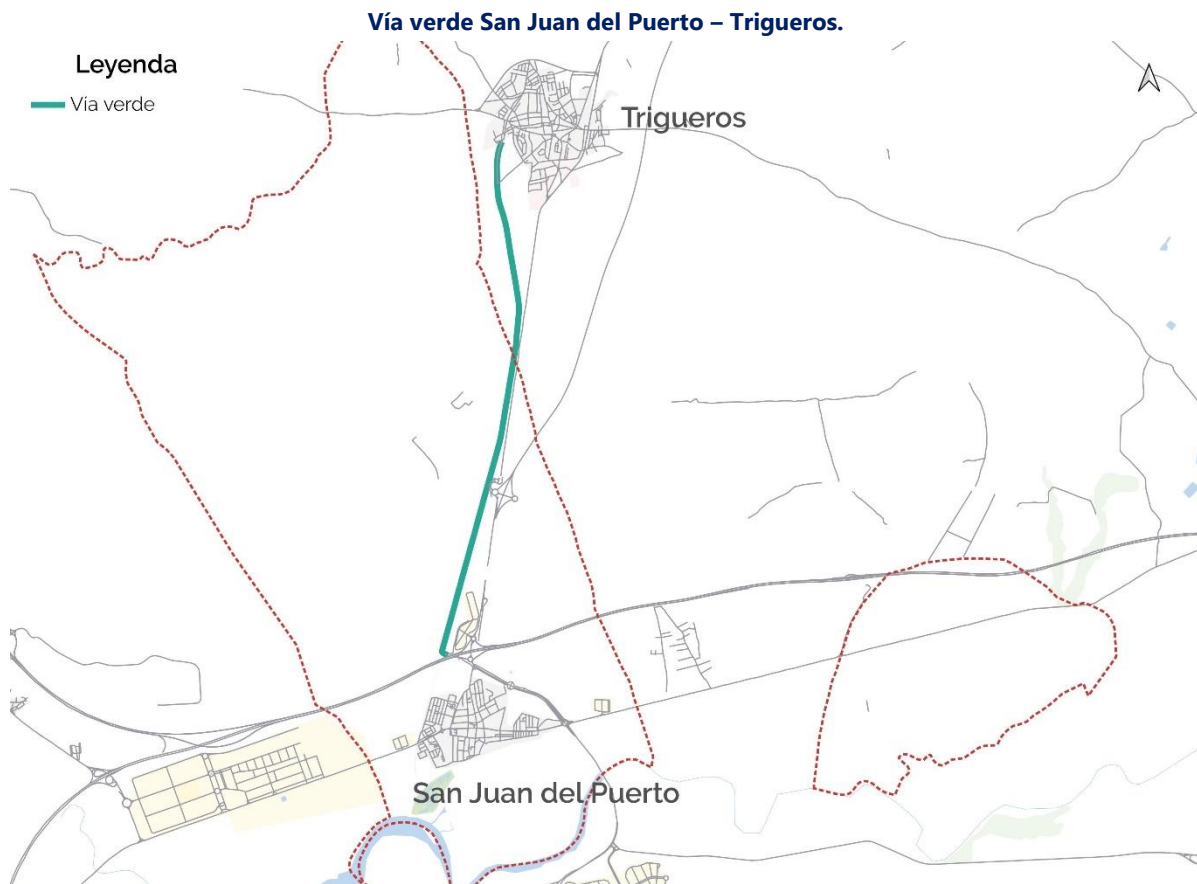 Vía verde San Juan del Puerto – Trigueros.
Leyenda
Vía verde
Trigueros
San Juan del Puerto